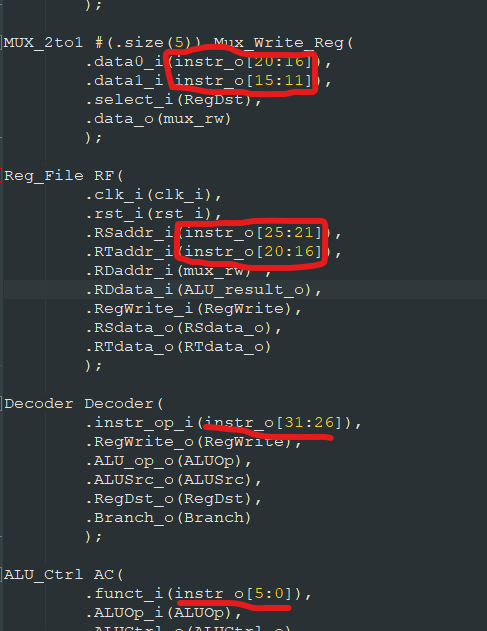 );
MUX_2to1 #(.size(5)) Mux_Write_Reg(
.data0_i(instr_o[20:16]),
.data1_i(instr_o[15:11]),
.select_i(RegDst),
.data_o(mux_rw)
);
Reg_File RF(
.clk_i(clk_i),
.rst_i(rst_i),
.RSaddr_i(instr_o[25:21]),
.RTaddr_i(instr_o[20:16]),
.RDaddr_i(mux_rw) ,
.RDdata_i(ALU_result_o),
.RegWrite_i(RegWrite),
.RSdata_o(RSdata_o),
.RTdata_o(RTdata_o)
);
Decoder Decoder(
.instr_op_i(instr_o[31:26]),
.RegWrite_o(RegWrite),
.ALU_op_o(ALUOp),
.ALUSrc_o(ALUSrc),
.RegDst_o(RegDst),
.Branch_o(Branch)
);
ALU_Ctrl AC(
.funct_i(instr_o[5:0]),
.ALUOp_i(ALUOp),
.ALUCtrl_o(ALUCtrl_o)